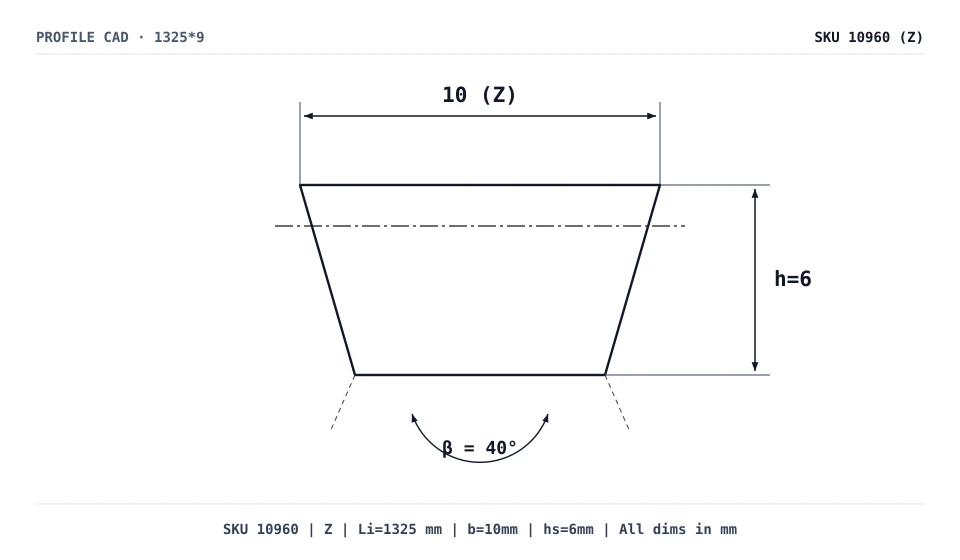 PROFILE CAD · 1325*9
SKU 10960 (Z)
10 (Z)
h=6
β = 40°
SKU 10960 | Z | Li=1325 mm | b=10mm | hs=6mm | All dims in mm